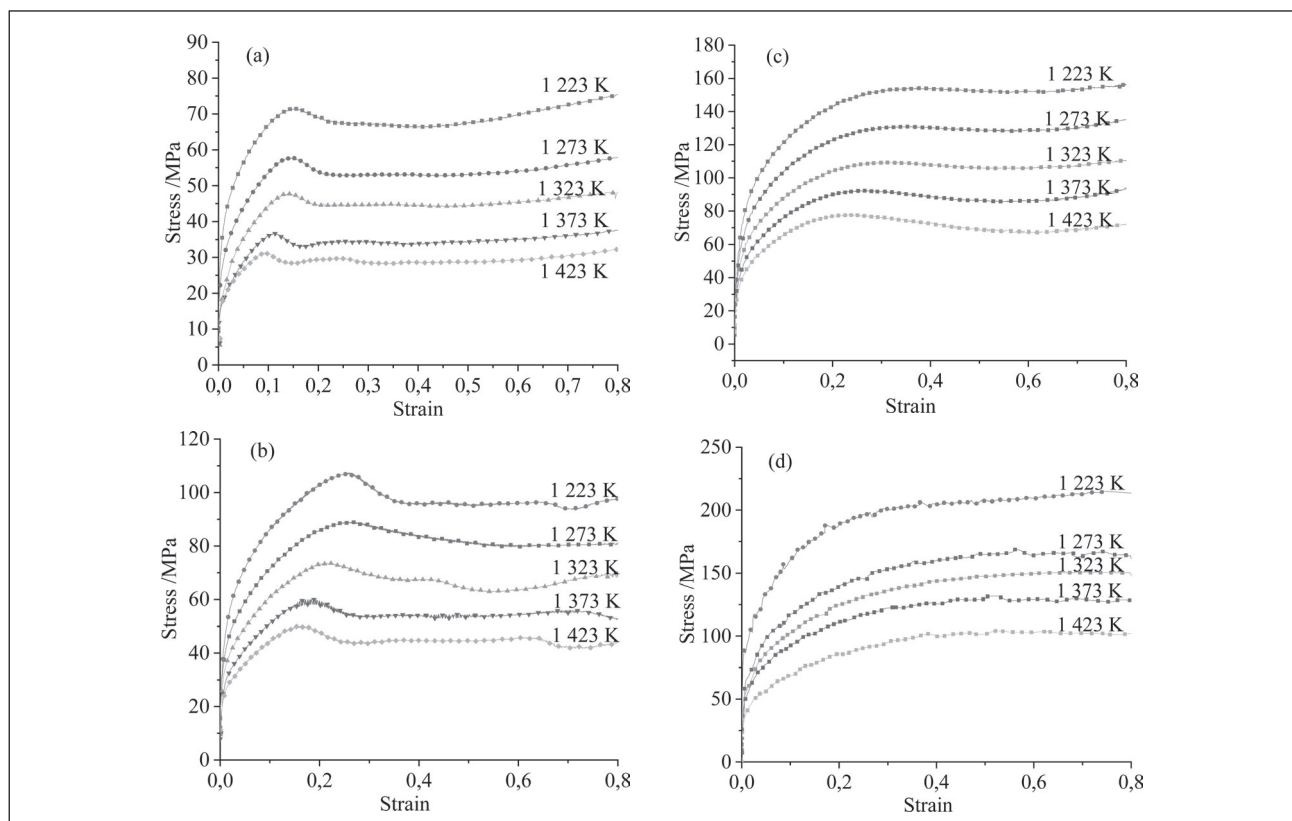 (a)
90
80
70
60
50
40
30
20
10
0
Stress /MPa
1 223 K
1 273 K
1 323 K
1 373 K
1 423 K
0,0 0,1 0,2 0,3 0,4 0,5 0,6 0,7 0,8
Strain
(c)
180
160
140
120
100
80
60
40
20
0
Stress /MPa
1 223 K
1 273 K
1 323 K
1 373 K
1 423 K
0,0 0,2 0,4 0,6 0,8
Strain
(b)
120
100
80
60
40
20
0
Stress /MPa
1 223 K
1 273 K
1 323 K
1 373 K
1 423 K
0,0 0,2 0,4 0,6 0,8
Strain
(d)
250
200
150
100
50
0
Stress /MPa
1 223 K
1 273 K
1 323 K
1 373 K
1 423 K
0,0 0,2 0,4 0,6 0,8
Strain